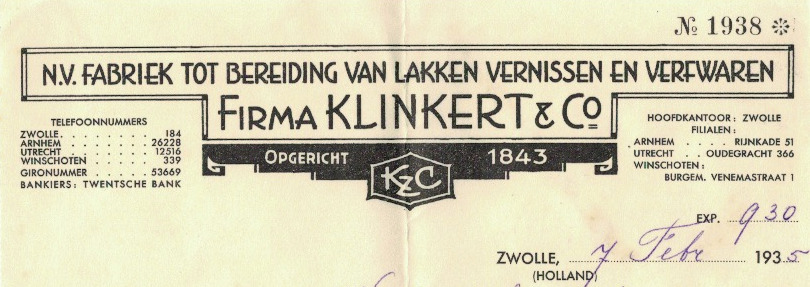 № 1938 ❊
N.V. FABRIEK TOT BEREIDING VAN LAKKEN VERNISSEN EN VERFWAREN
FIRMA KLINKERT & Co
OPGERICHT 1843
KZC
TELEFOONNUMMERS
ZWOLLE. . . . . . . . . . 184
ARNHEM . . . . . . . . 26228
UTRECHT . . . . . . . 12516
WINSCHOTEN . . . . . 339
GIRONUMMER . . . . . 53669
BANKIERS: TWENTSCHE BANK
HOOFDKANTOOR: ZWOLLE
FILIALEN:
ARNHEM . . . . RIJNKADE 51
UTRECHT . . OUDEGRACHT 366
WINSCHOTEN:
BURGEM. VENEMASTRAAT 1
EXP. 930
ZWOLLE, 7 Febr 1935
(HOLLAND)